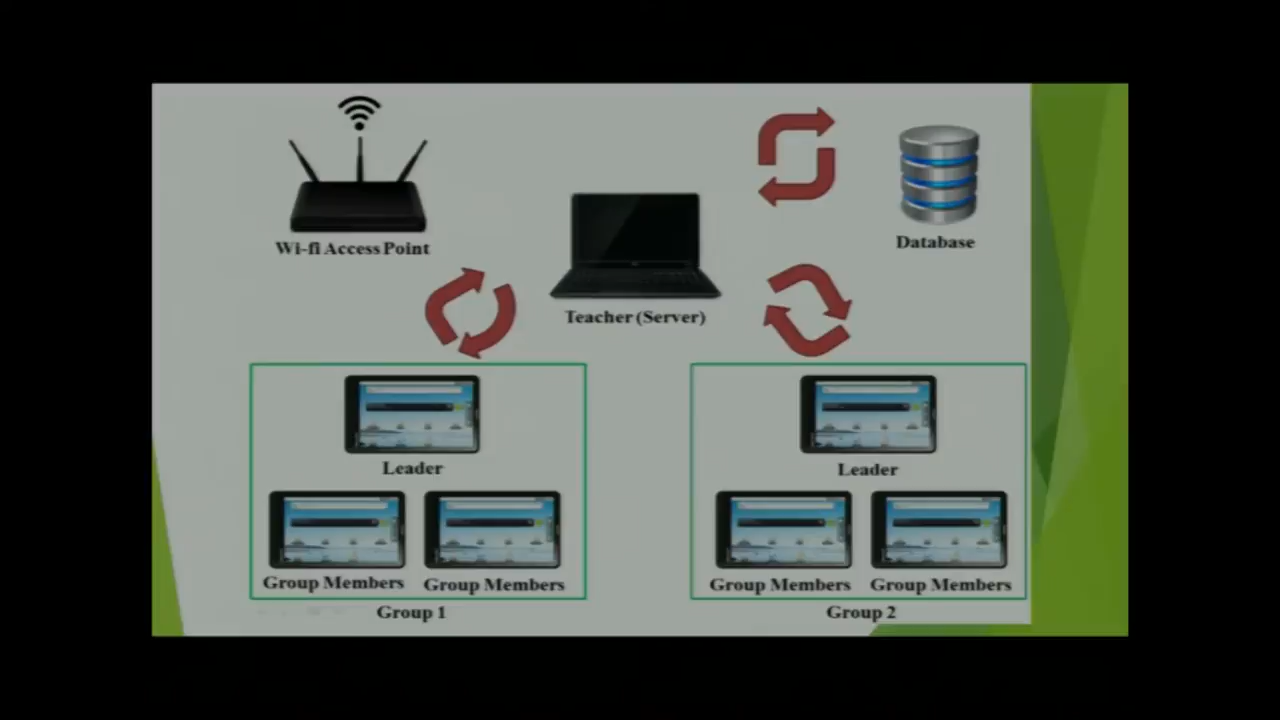 Wi-fi Access Point
Database
Teacher (Server)
Leader
Leader
Group Members
Group Members
Group Members
Group Members
Group 1
Group 2